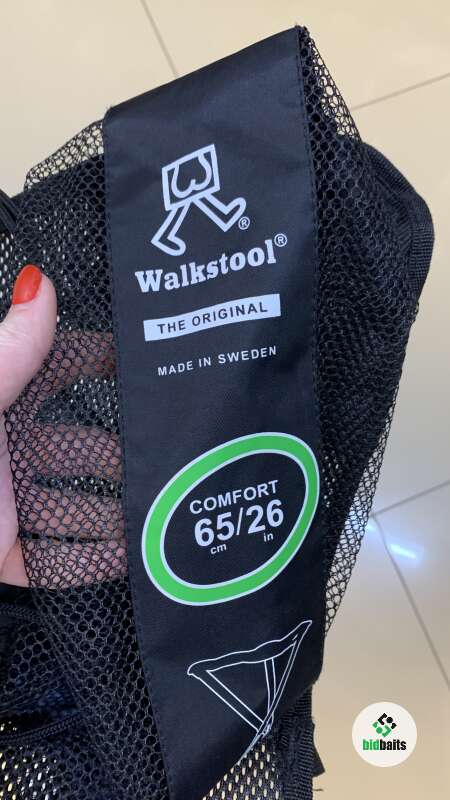 Walkstool®
THE ORIGINAL
MADE IN SWEDEN
COMFORT
65/26
cm in
bidbaits